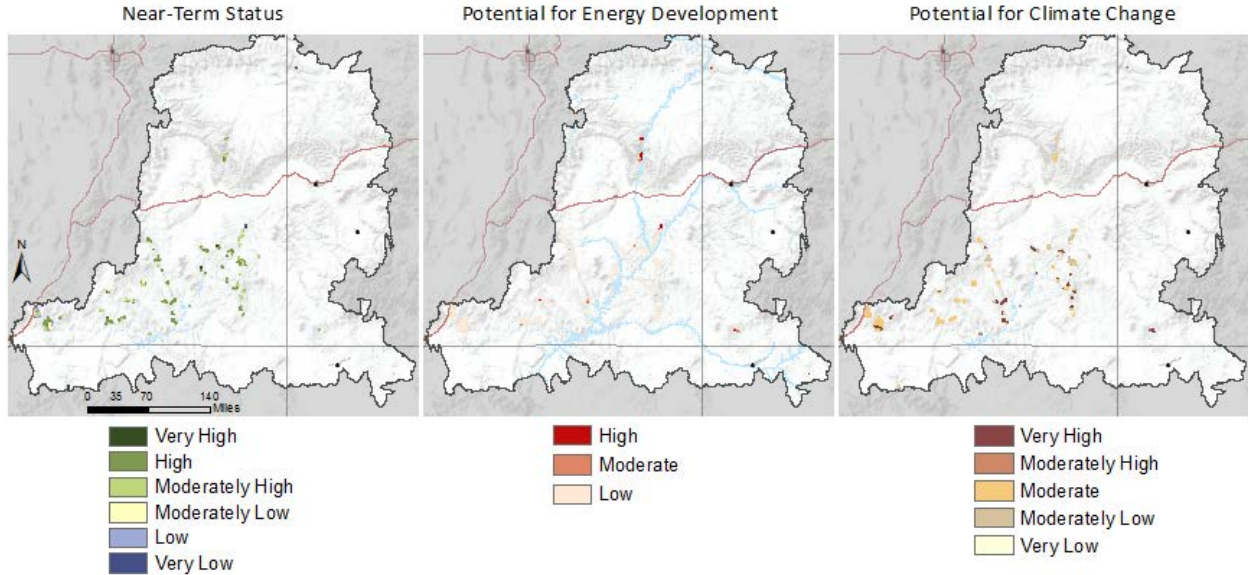 Near-Term Status
Potential for Energy Development
Potential for Climate Change
N
0 35 70 140
Miles
Very High
High
Moderately High
Moderately Low
Low
Very Low
High
Moderate
Low
Very High
Moderately High
Moderate
Moderately Low
Very Low